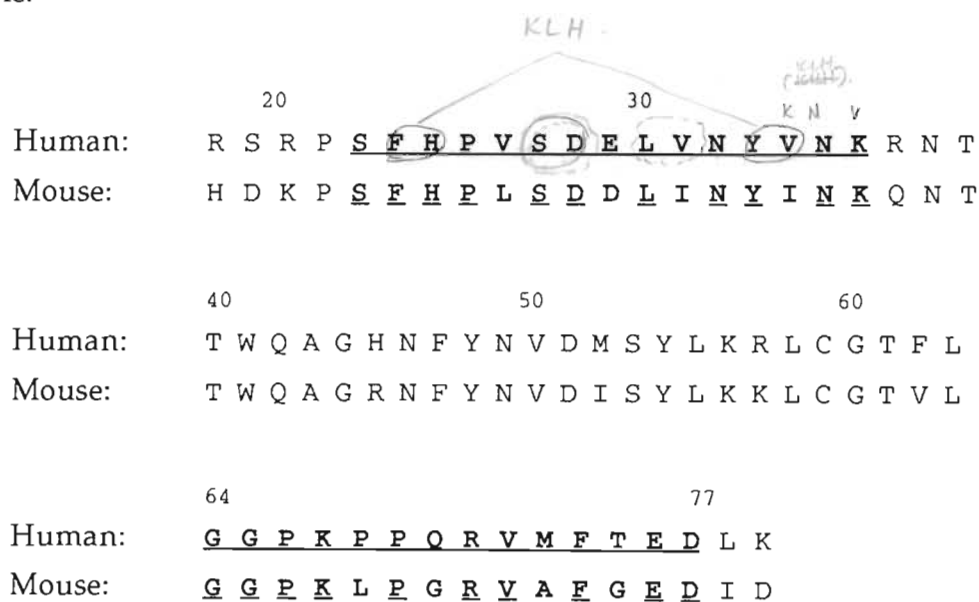 KLH
K N V
20 30
Human: R S R P S F H P V S D E L V N Y V N K R N T
Mouse: H D K P S F H P L S D D L I N Y I N K Q N T
40 50 60
Human: T W Q A G H N F Y N V D M S Y L K R L C G T F L
Mouse: T W Q A G R N F Y N V D I S Y L K K L C G T V L
64 77
Human: G G P K P P Q R V M F T E D L K
Mouse: G G P K L P G R V A F G E D I D